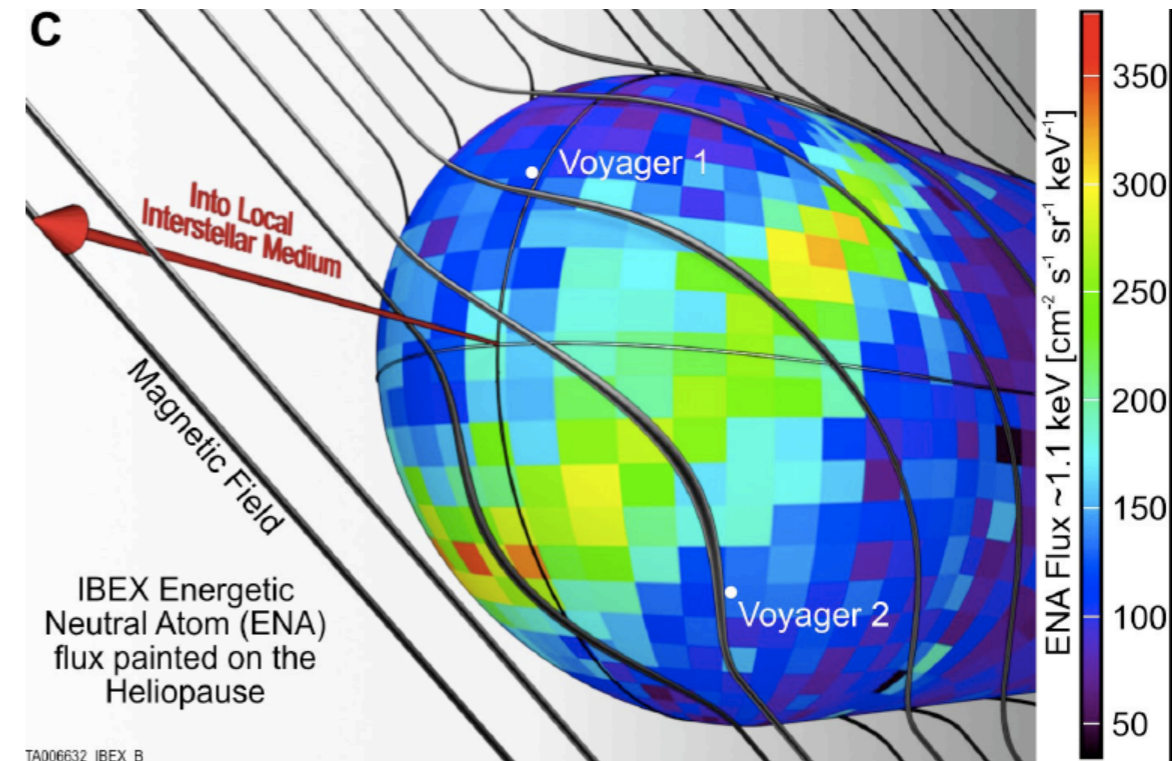 C
Into Local
Interstellar Medium
Voyager 1
Magnetic Field
Voyager 2
IBEX Energetic
Neutral Atom (ENA)
flux painted on the
Heliopause
TA006632_IBEX_B
ENA Flux ~1.1 keV [cm⁻² s⁻¹ sr⁻¹ keV⁻¹]
350
300
250
200
150
100
50